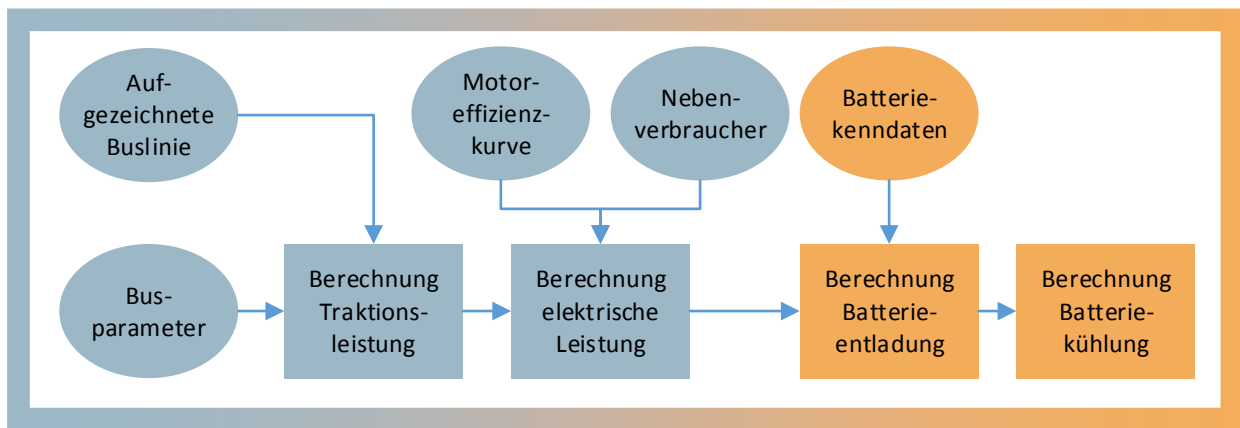 Auf-
gezeichnete
Buslinie
Motor-
effizienz-
kurve
Neben-
verbraucher
Batterie-
kenndaten
Bus-
parameter
Berechnung
Traktions-
leistung
Berechnung
elektrische
Leistung
Berechnung
Batterie-
entladung
Berechnung
Batterie-
kühlung